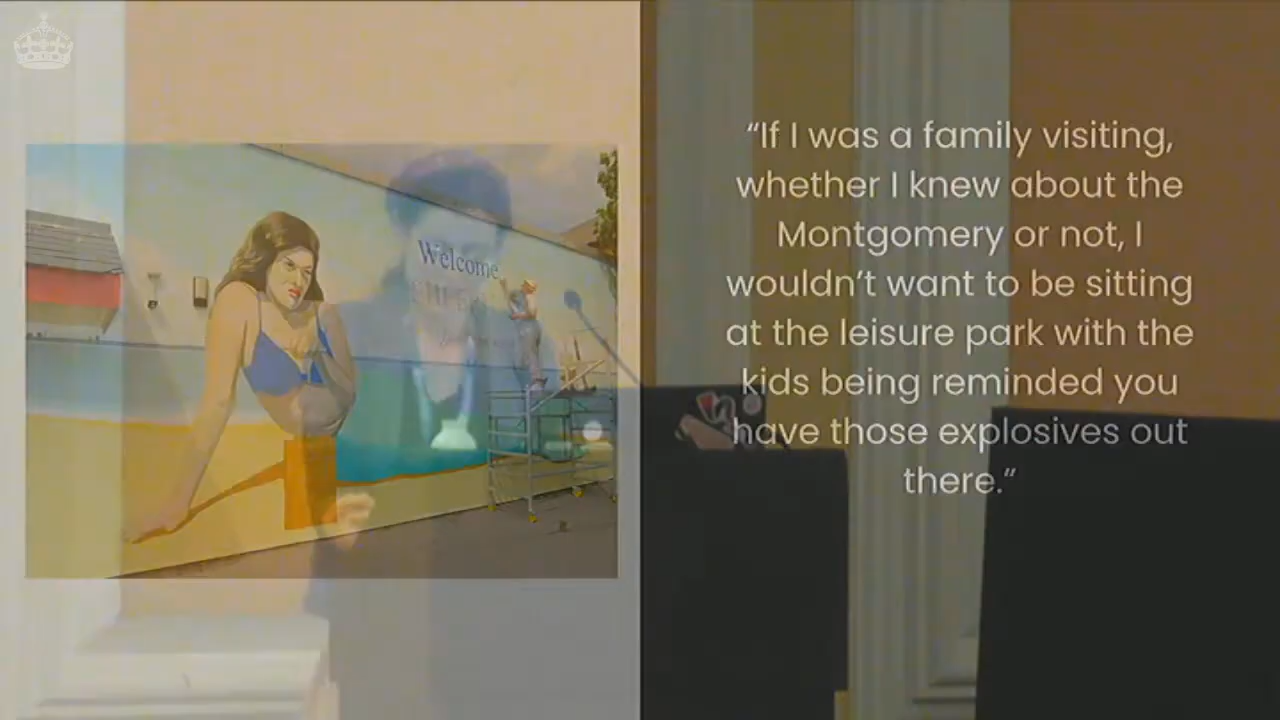 Welcome
“If I was a family visiting,
whether I knew about the
Montgomery or not, I
wouldn’t want to be sitting
at the leisure park with the
kids being reminded you
have those explosives out
there.”